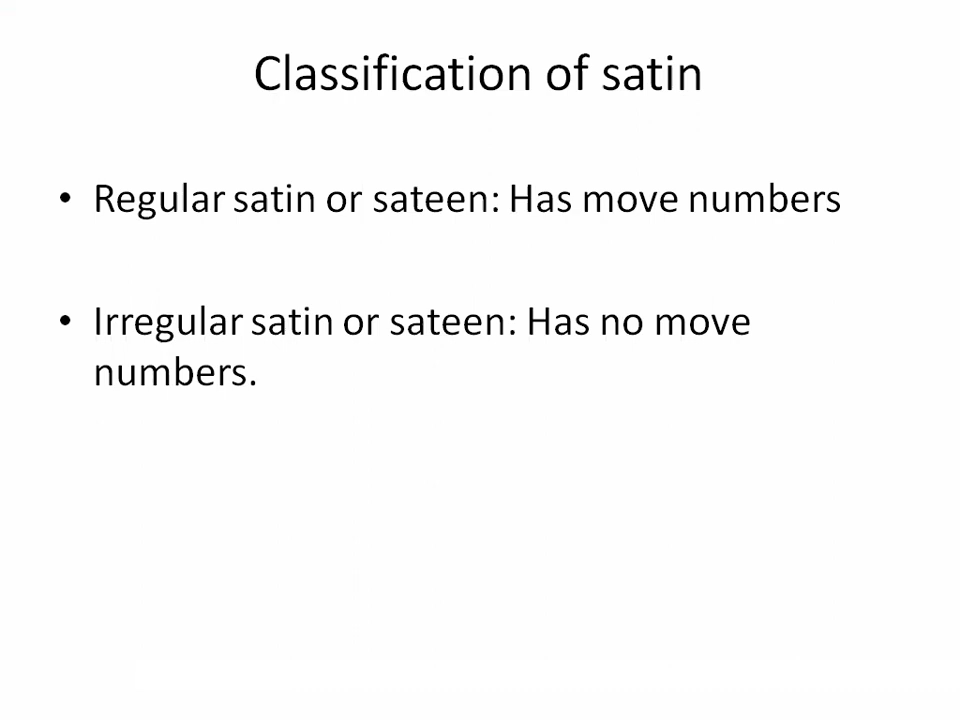 Classification of satin
• Regular satin or sateen: Has move numbers
• Irregular satin or sateen: Has no move
numbers.